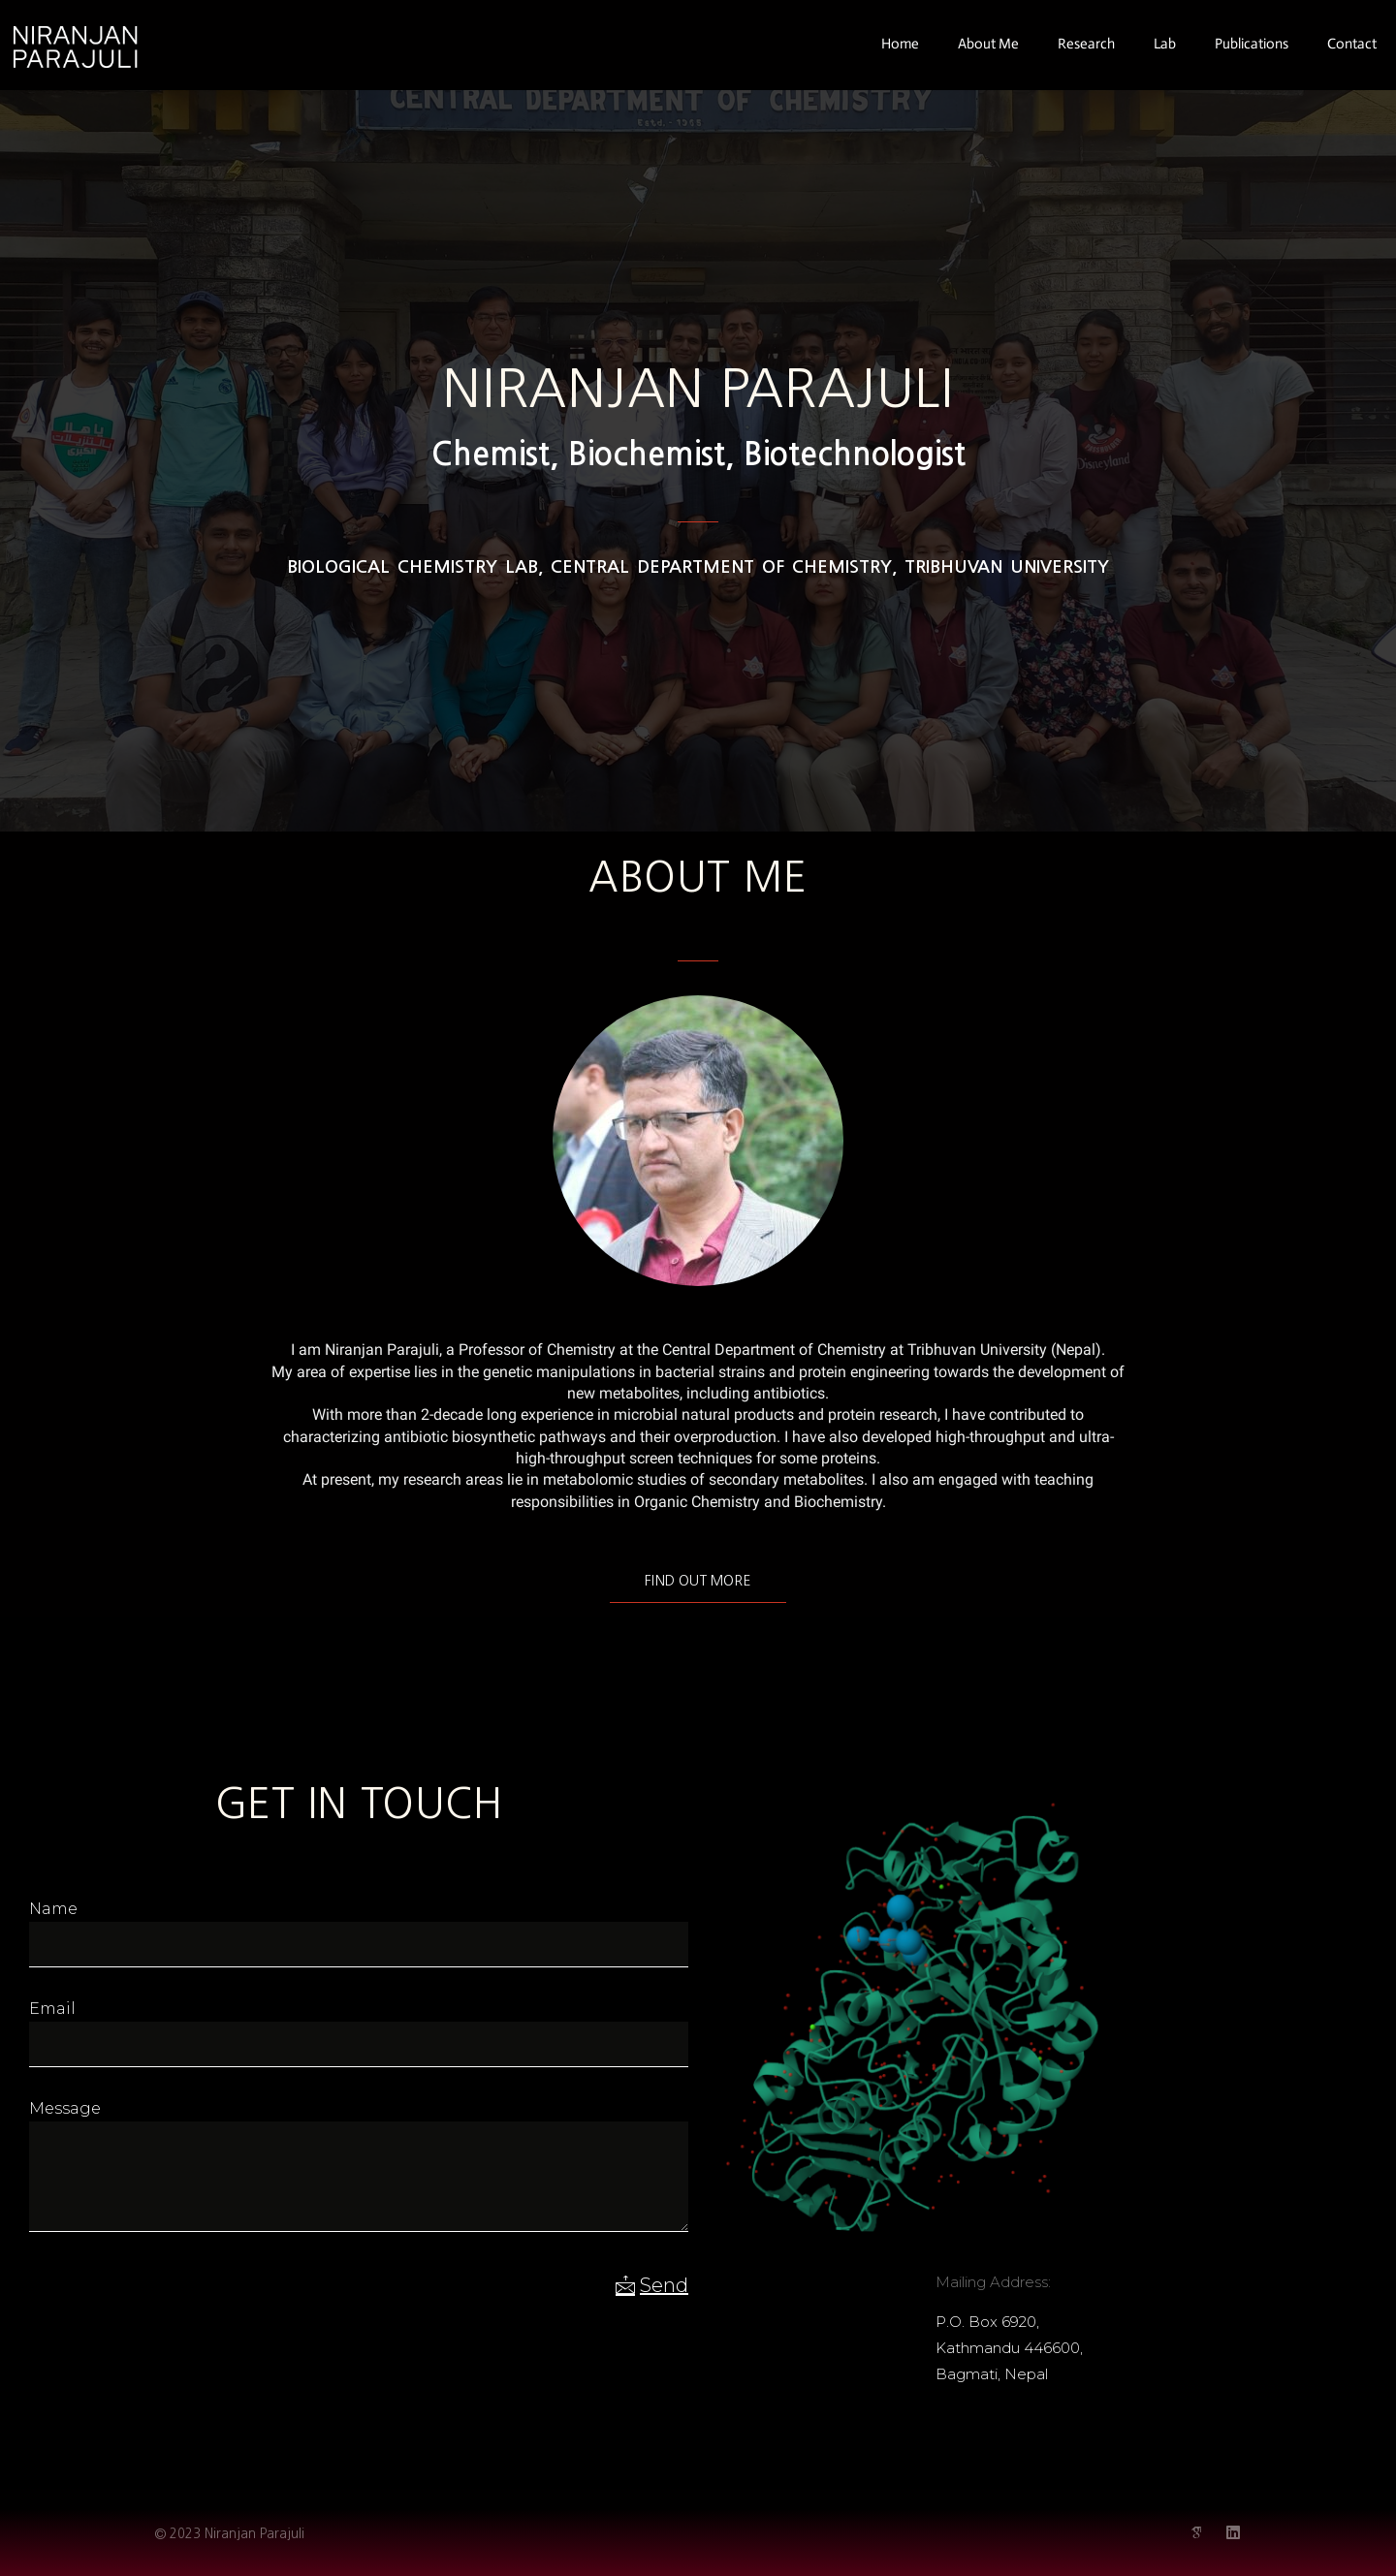 NIRANJAN
PARAJULI
Home
About Me
Research
Lab
Publications
Contact
CENTRAL DEPARTMENT OF CHEMISTRY
Estd. - 1965
NIRANJAN PARAJULI
Chemist, Biochemist, Biotechnologist
BIOLOGICAL CHEMISTRY LAB, CENTRAL DEPARTMENT OF CHEMISTRY, TRIBHUVAN UNIVERSITY
يا هلا
بالتنزيلات
الكبرى
Disneyland
ABOUT ME
I am Niranjan Parajuli, a Professor of Chemistry at the Central Department of Chemistry at Tribhuvan University (Nepal).
My area of expertise lies in the genetic manipulations in bacterial strains and protein engineering towards the development of
new metabolites, including antibiotics.
With more than 2-decade long experience in microbial natural products and protein research, I have contributed to
characterizing antibiotic biosynthetic pathways and their overproduction. I have also developed high-throughput and ultra-
high-throughput screen techniques for some proteins.
At present, my research areas lie in metabolomic studies of secondary metabolites. I also am engaged with teaching
responsibilities in Organic Chemistry and Biochemistry.
FIND OUT MORE
GET IN TOUCH
Name
Email
Message
Send
Mailing Address:
P.O. Box 6920,
Kathmandu 446600,
Bagmati, Nepal
© 2023 Niranjan Parajuli